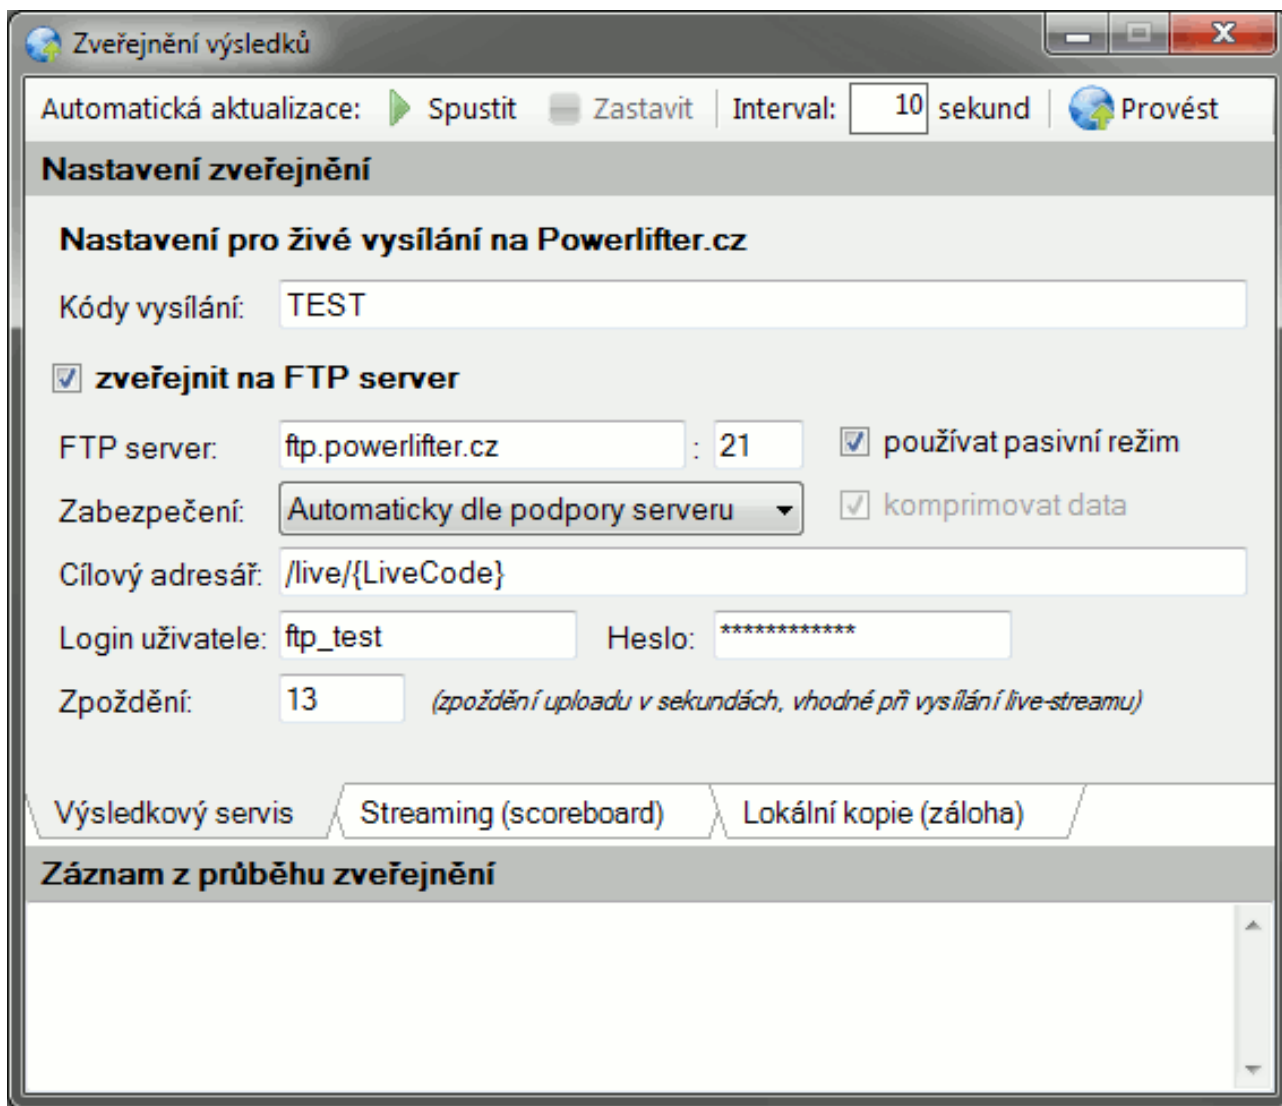 Zveřejnění výsledků
Automatická aktualizace: Spustit Zastavit Interval: 10 sekund Provést
Nastavení zveřejnění
Nastavení pro živé vysílání na Powerlifter.cz
Kódy vysílání: TEST
zveřejnit na FTP server
FTP server: ftp.powerlifter.cz : 21 používat pasivní režim
Zabezpečení: Automaticky dle podpory serveru komprimovat data
Cílový adresář: /live/{LiveCode}
Login uživatele: ftp_test Heslo: ************
Zpoždění: 13 (zpoždění uploadu v sekundách, vhodné při vysílání live-streamu)
Výsledkový servis Streaming (scoreboard) Lokální kopie (záloha)
Záznam z průběhu zveřejnění